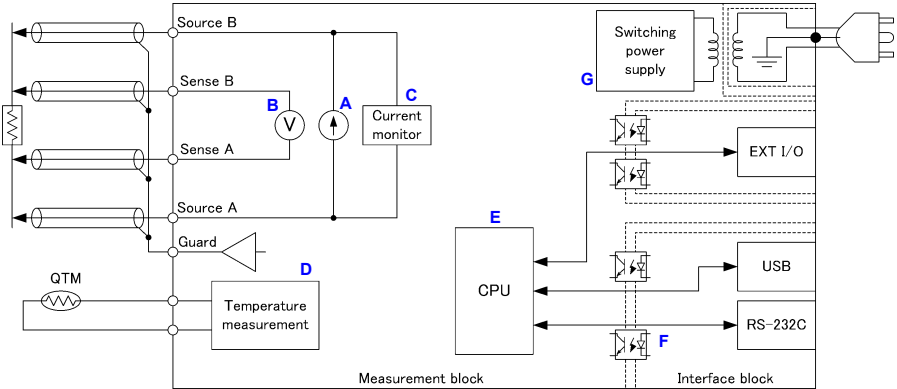 Source B
Switching
power
supply
G
Sense B
B
A
C
V
Current
monitor
EXT I/O
Sense A
Source A
E
Guard
D
QTM
CPU
USB
Temperature
measurement
RS-232C
F
Measurement block
Interface block